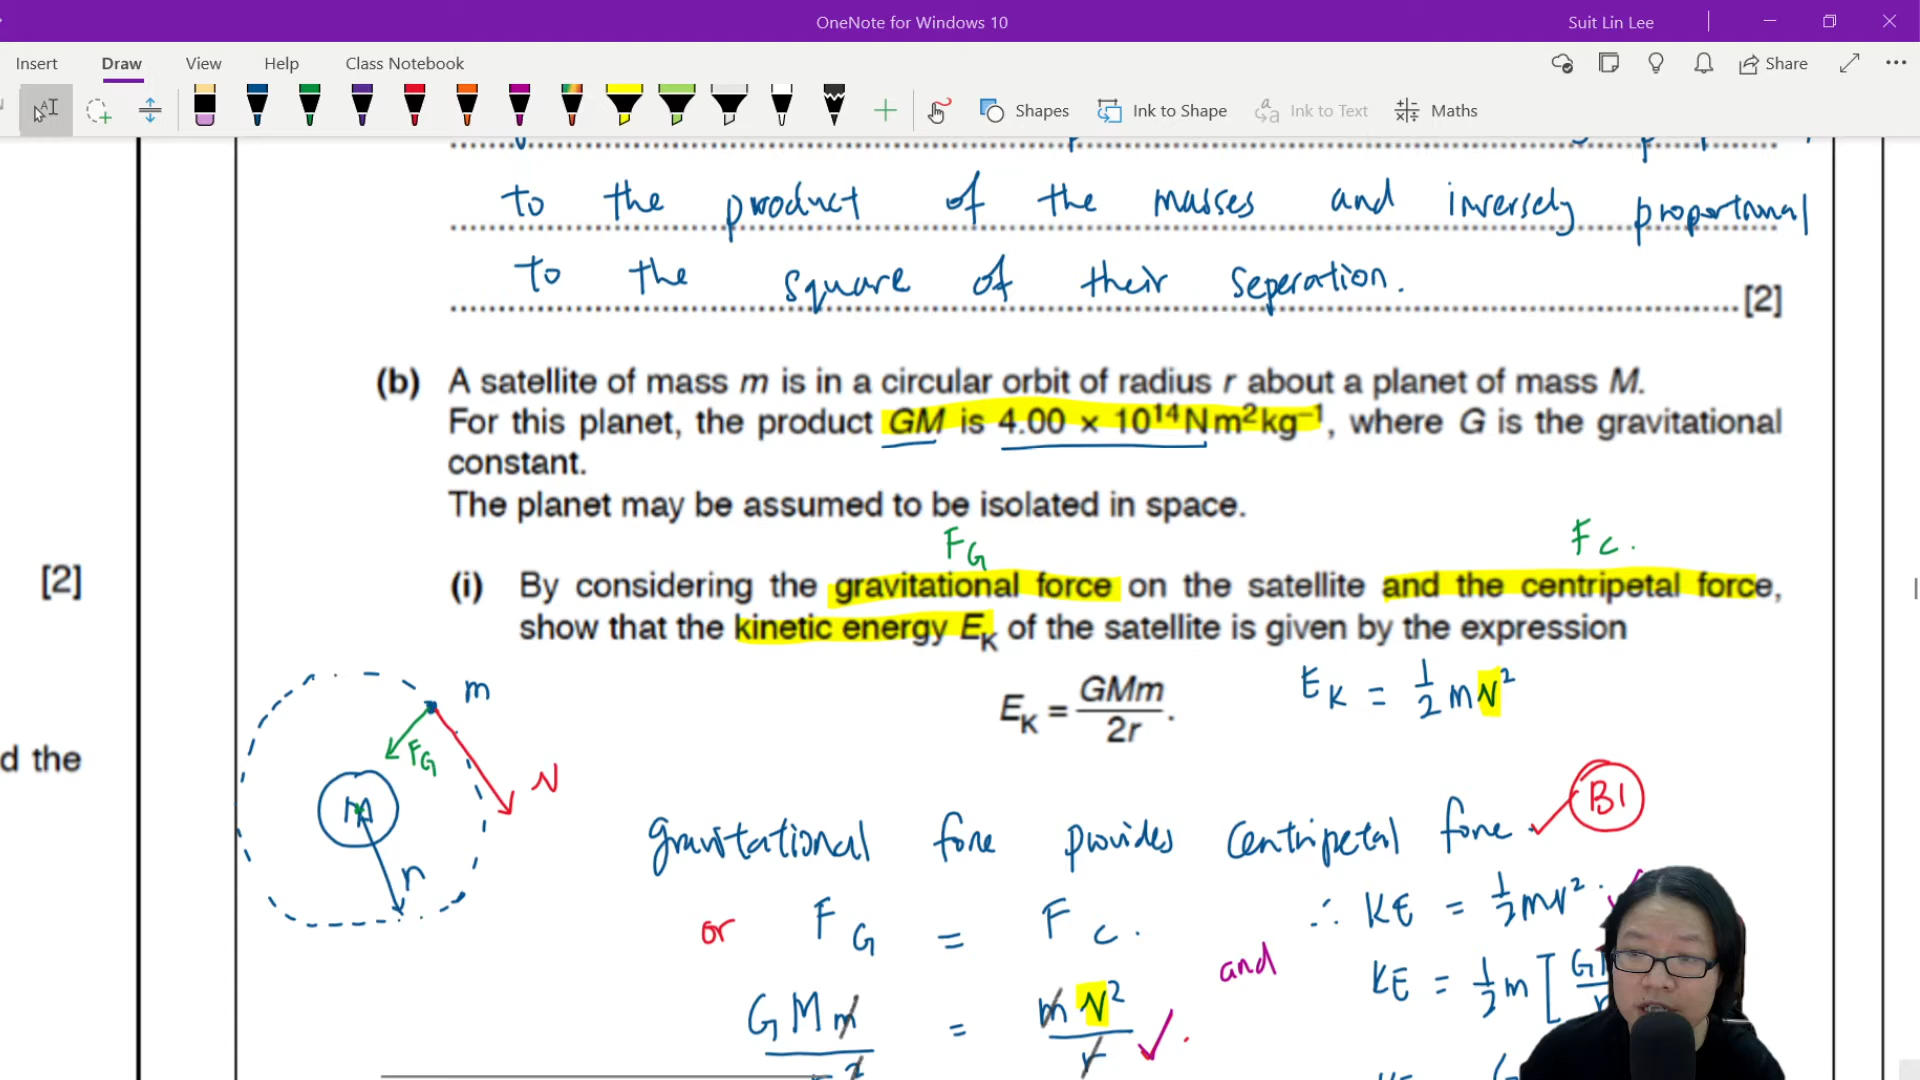 OneNote for Windows 10
Suit Lin Lee
Insert Draw View Help Class Notebook
Share
Shapes Ink to Shape Ink to Text Maths
to the product of the masses and inversely proportional
to the square of their seperation.
[2]
(b) A satellite of mass m is in a circular orbit of radius r about a planet of mass M.
For this planet, the product GM is 4.00 × 10¹⁴ N m² kg⁻¹, where G is the gravitational
constant.
The planet may be assumed to be isolated in space.
F_G F_C.
[2]
(i) By considering the gravitational force on the satellite and the centripetal force,
show that the kinetic energy E_K of the satellite is given by the expression
E_K = GMm / 2r.
E_K = ½ m v²
d the
m
F_G
v
M
r
gravitational force provides centripetal force. B1
or F_G = F_C.
∴ KE = ½mv²
and
KE = ½m [
GMm = mv² / r